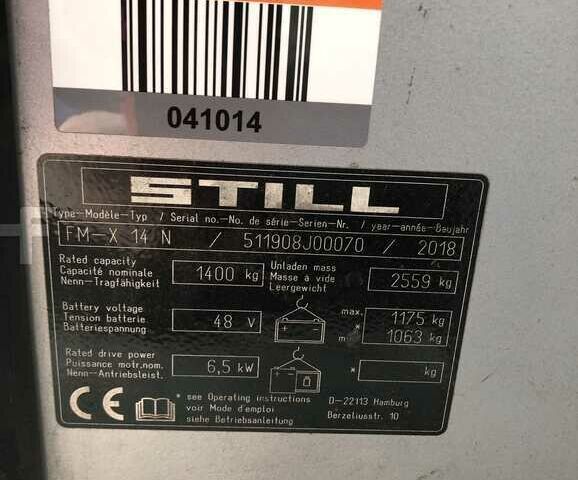 041014
STILL
Type-Modèle-Typ / Serial no.-No. de série-Serien-Nr. / year-année-Baujahr
FM-X 14 N / 511908J00070 / 2018
Rated capacity
Capacité nominale
Nenn-Tragfähigkeit
1400 kg
Unladen mass
Masse à vide
Leergewicht
2559 kg
Battery voltage
Tension batterie
Batteriespannung
48 V
max. 1175 kg
* 1063 kg
Rated drive power
Puissance motr.nom.
Nenn-Antriebsleist.
6,5 kW
* kg
CE
* see Operating instructions
voir Mode d'emploi
siehe Betriebsanleitung
D-22113 Hamburg
Berzeliusstr. 10